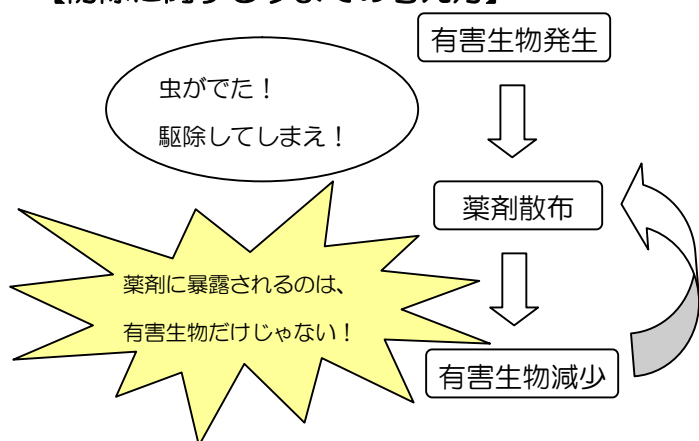 有害生物発生
虫がでた！
駆除してしまえ！
薬剤散布
薬剤に暴露されるのは、
有害生物だけじゃない！
有害生物減少